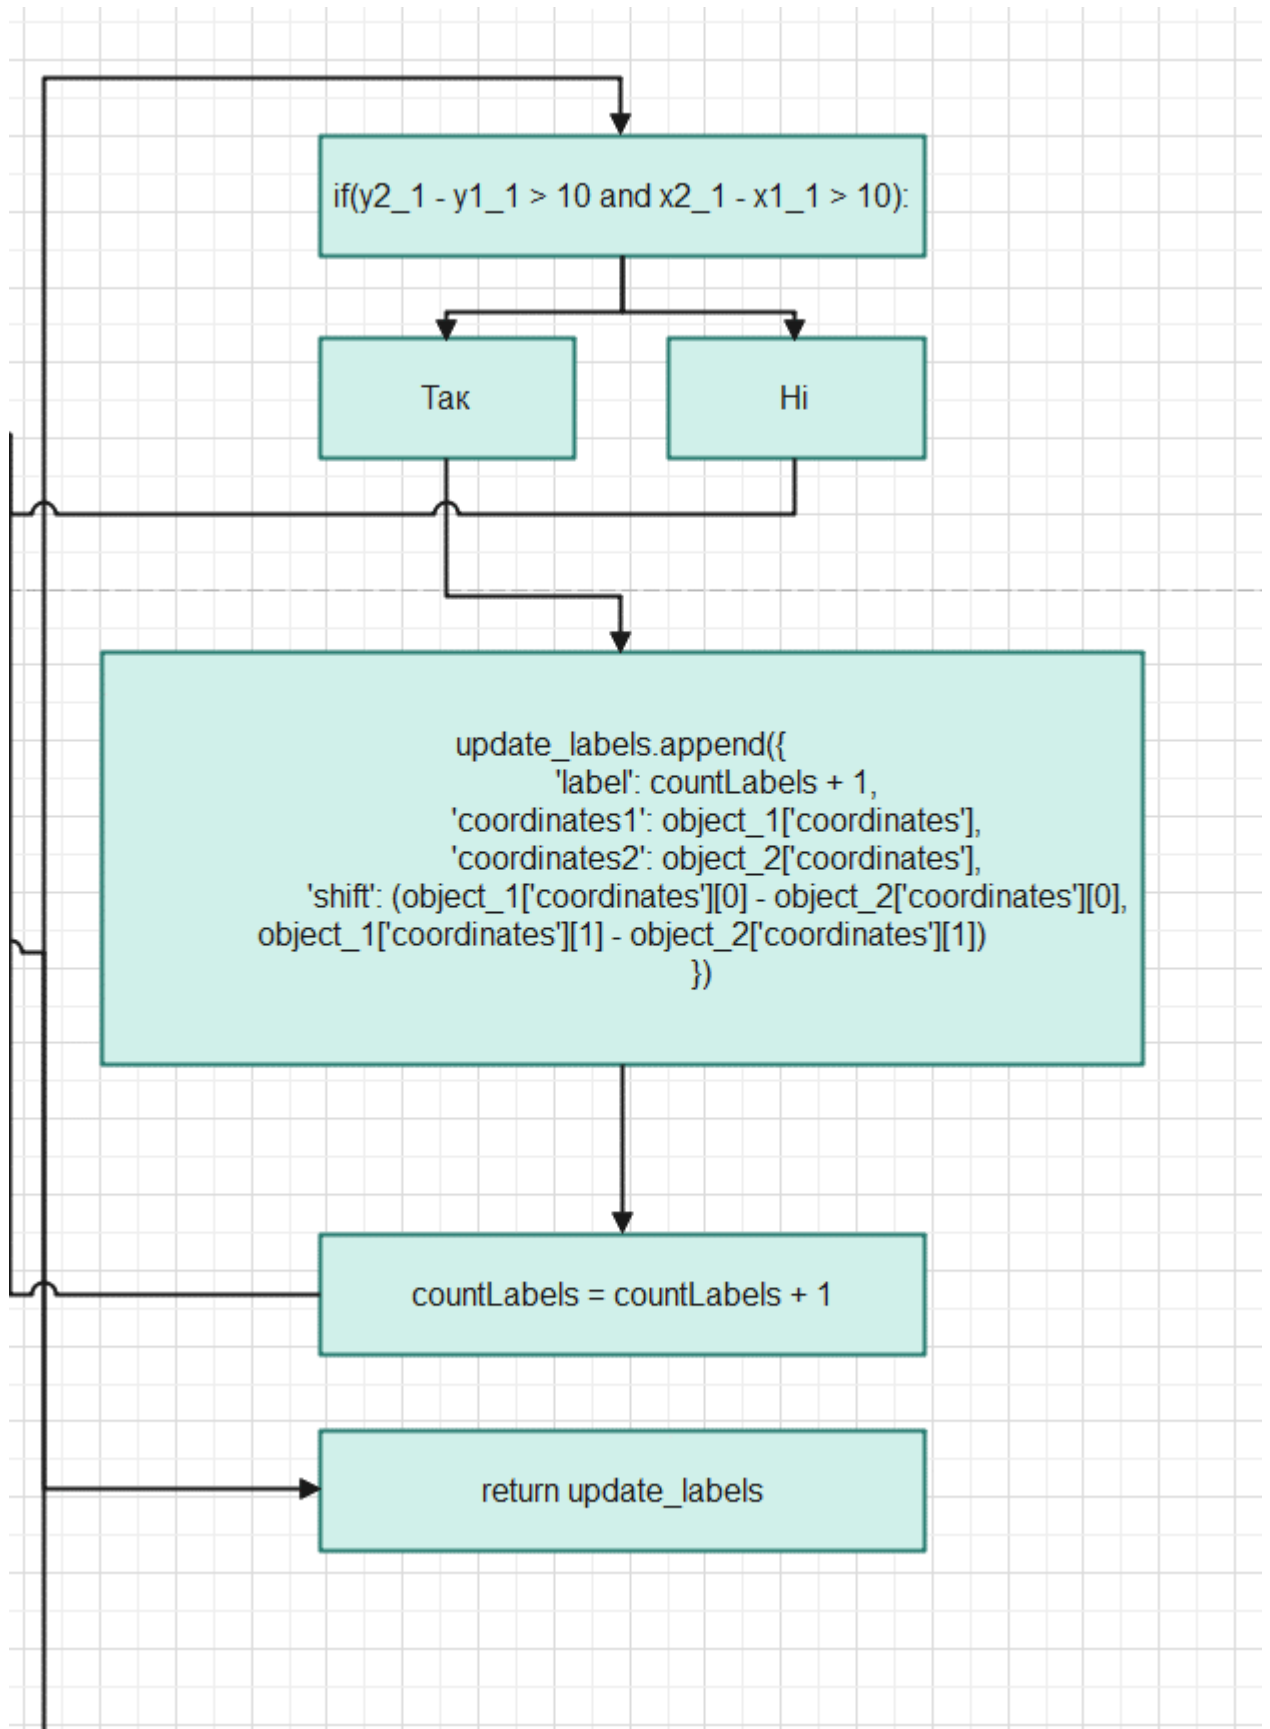 if(y2_1 - y1_1 > 10 and x2_1 - x1_1 > 10):
Так
Ні
update_labels.append({
'label': countLabels + 1,
'coordinates1': object_1['coordinates'],
'coordinates2': object_2['coordinates'],
'shift': (object_1['coordinates'][0] - object_2['coordinates'][0],
object_1['coordinates'][1] - object_2['coordinates'][1])
})
countLabels = countLabels + 1
return update_labels